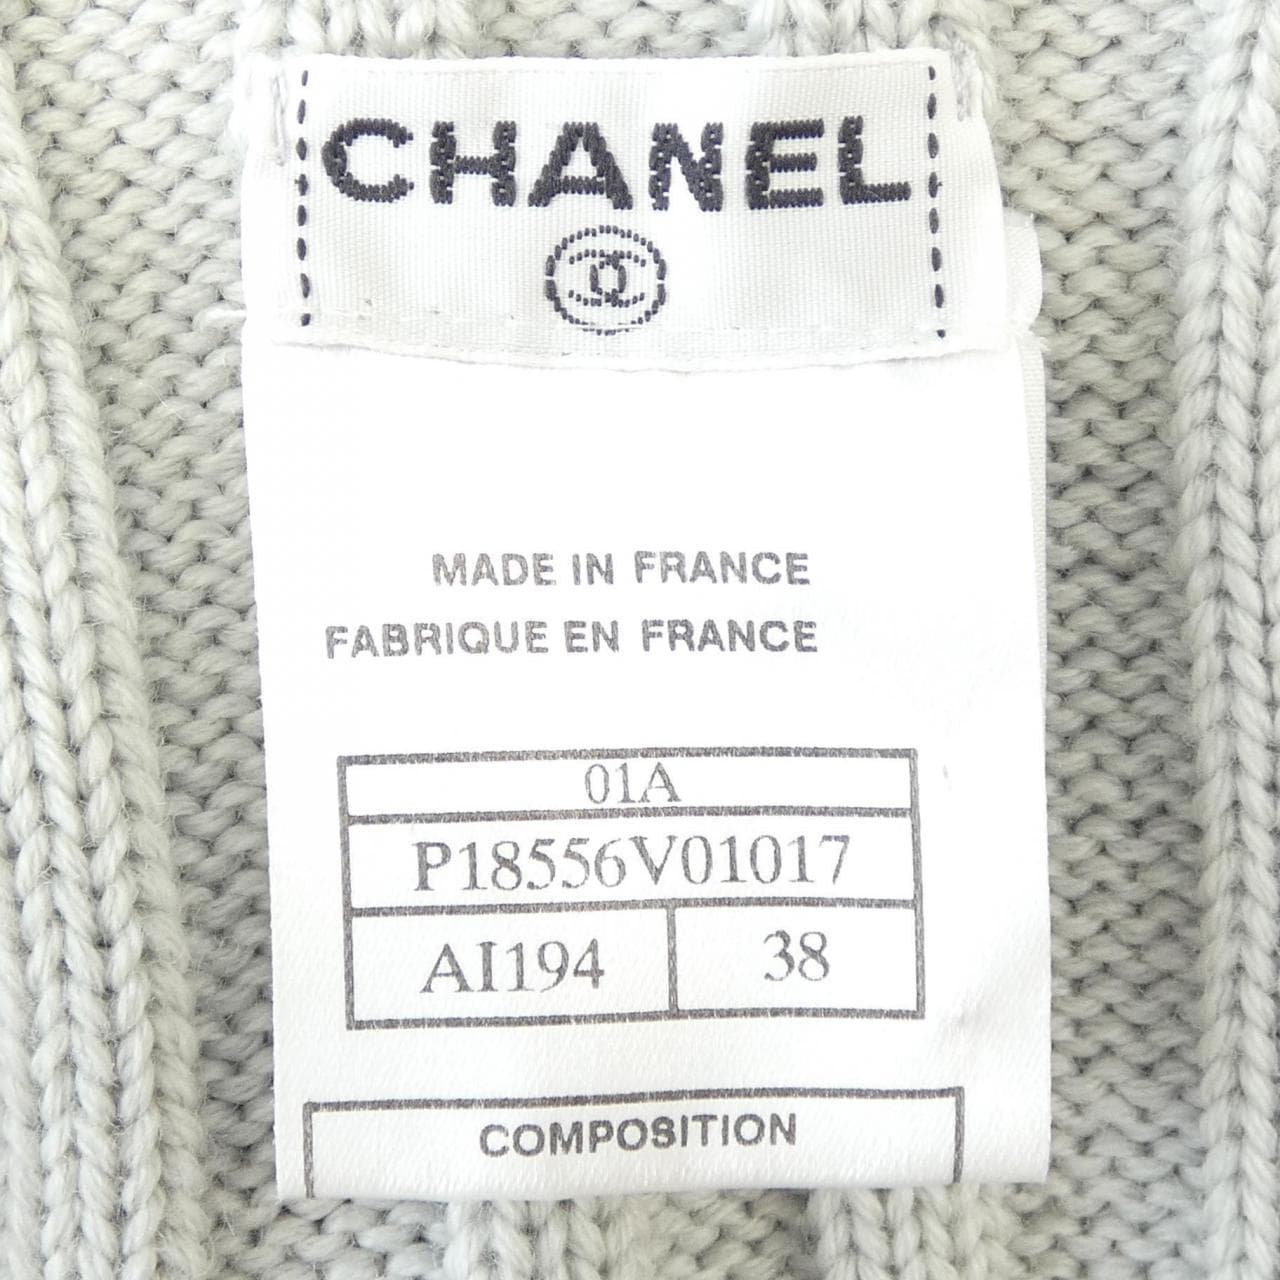 CHANEL
MADE IN FRANCE
FABRIQUE EN FRANCE
01A
P18556V01017
AI194 38
COMPOSITION